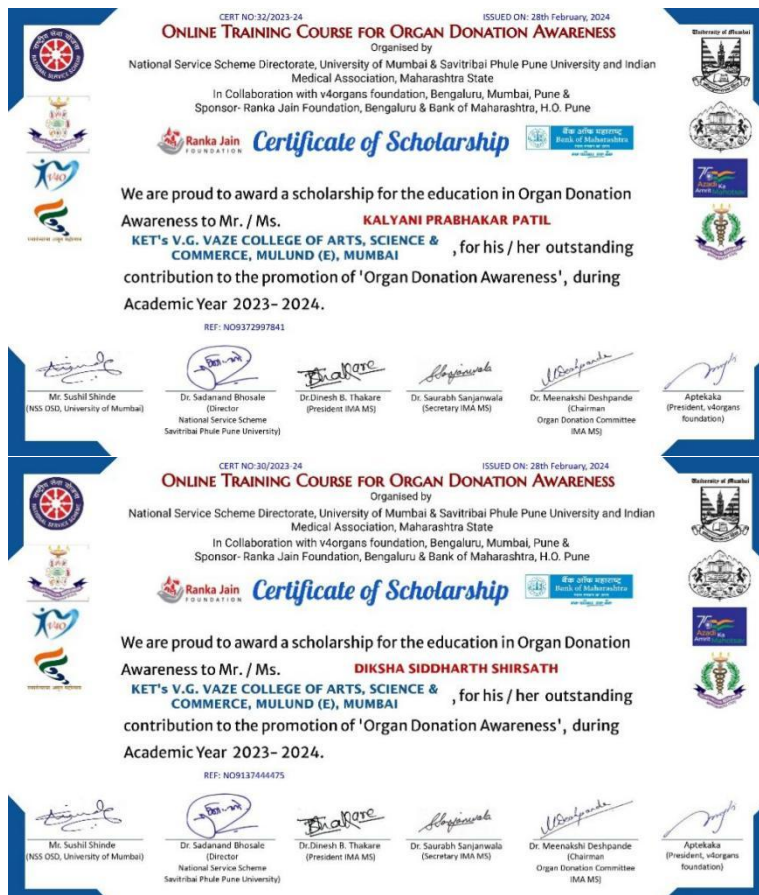 CERT NO:32/2023-24 ISSUED ON: 28th February, 2024
ONLINE TRAINING COURSE FOR ORGAN DONATION AWARENESS
Organised by
National Service Scheme Directorate, University of Mumbai & Savitribai Phule Pune University and Indian
Medical Association, Maharashtra State
In Collaboration with v4organs foundation, Bengaluru, Mumbai, Pune &
Sponsor- Ranka Jain Foundation, Bengaluru & Bank of Maharashtra, H.O. Pune
University of Mumbai
Ranka Jain
FOUNDATION
Certificate of Scholarship
बैंक ऑफ महाराष्ट्र
Bank of Maharashtra
V4O
75
Azadi Ka
Amrit Mahotsav
We are proud to award a scholarship for the education in Organ Donation
Awareness to Mr. / Ms. KALYANI PRABHAKAR PATIL
KET's V.G. VAZE COLLEGE OF ARTS, SCIENCE &
COMMERCE, MULUND (E), MUMBAI , for his / her outstanding
contribution to the promotion of 'Organ Donation Awareness', during
Academic Year 2023- 2024.
REF: NO9372997841
Mr. Sushil Shinde
(NSS OSD, University of Mumbai)
Dr. Sadanand Bhosale
(Director
National Service Scheme
Savitribai Phule Pune University)
Dr.Dinesh B. Thakare
(President IMA MS)
Dr. Saurabh Sanjanwala
(Secretary IMA MS)
Dr. Meenakshi Deshpande
(Chairman
Organ Donation Committee
IMA MS)
Aptekaka
(President, v4organs
foundation)
CERT NO:30/2023-24 ISSUED ON: 28th February, 2024
ONLINE TRAINING COURSE FOR ORGAN DONATION AWARENESS
Organised by
National Service Scheme Directorate, University of Mumbai & Savitribai Phule Pune University and Indian
Medical Association, Maharashtra State
In Collaboration with v4organs foundation, Bengaluru, Mumbai, Pune &
Sponsor- Ranka Jain Foundation, Bengaluru & Bank of Maharashtra, H.O. Pune
University of Mumbai
Ranka Jain
FOUNDATION
Certificate of Scholarship
बैंक ऑफ महाराष्ट्र
Bank of Maharashtra
V4O
75
Azadi Ka
Amrit Mahotsav
We are proud to award a scholarship for the education in Organ Donation
Awareness to Mr. / Ms. DIKSHA SIDDHARTH SHIRSATH
KET's V.G. VAZE COLLEGE OF ARTS, SCIENCE &
COMMERCE, MULUND (E), MUMBAI , for his / her outstanding
contribution to the promotion of 'Organ Donation Awareness', during
Academic Year 2023- 2024.
REF: NO9137444475
Mr. Sushil Shinde
(NSS OSD, University of Mumbai)
Dr. Sadanand Bhosale
(Director
National Service Scheme
Savitribai Phule Pune University)
Dr.Dinesh B. Thakare
(President IMA MS)
Dr. Saurabh Sanjanwala
(Secretary IMA MS)
Dr. Meenakshi Deshpande
(Chairman
Organ Donation Committee
IMA MS)
Aptekaka
(President, v4organs
foundation)